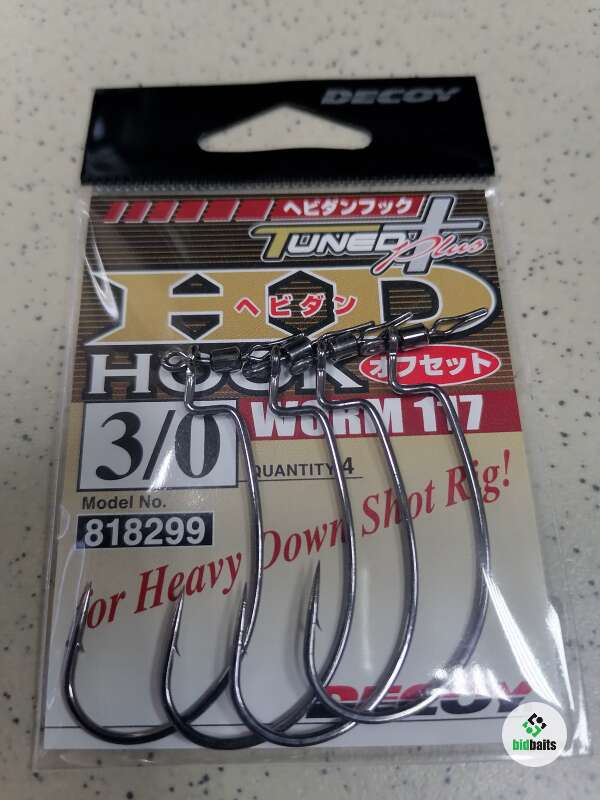 DECOY
ヘビダンフック
TUNED+ Plus
H.D
ヘビダン
HOOK オフセット
3/0 WORM 117
QUANTITY 4
Model No.
818299
for Heavy Down Shot Rig!
DECOY
bidbaits